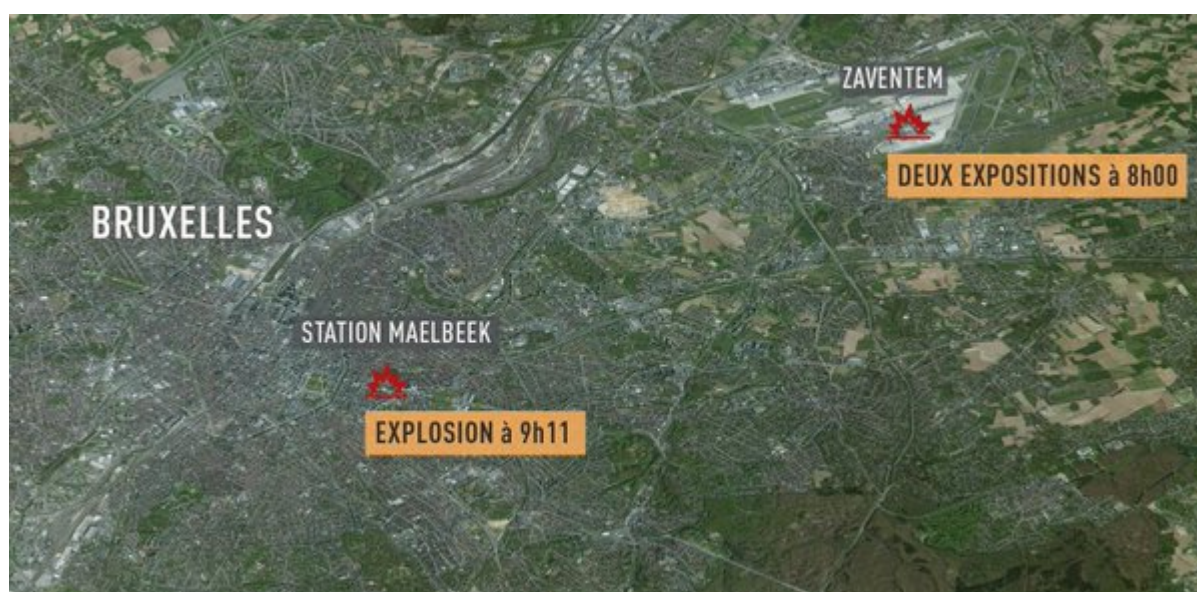 ZAVENTEM
DEUX EXPOSITIONS à 8h00
BRUXELLES
STATION MAELBEEK
EXPLOSION à 9h11